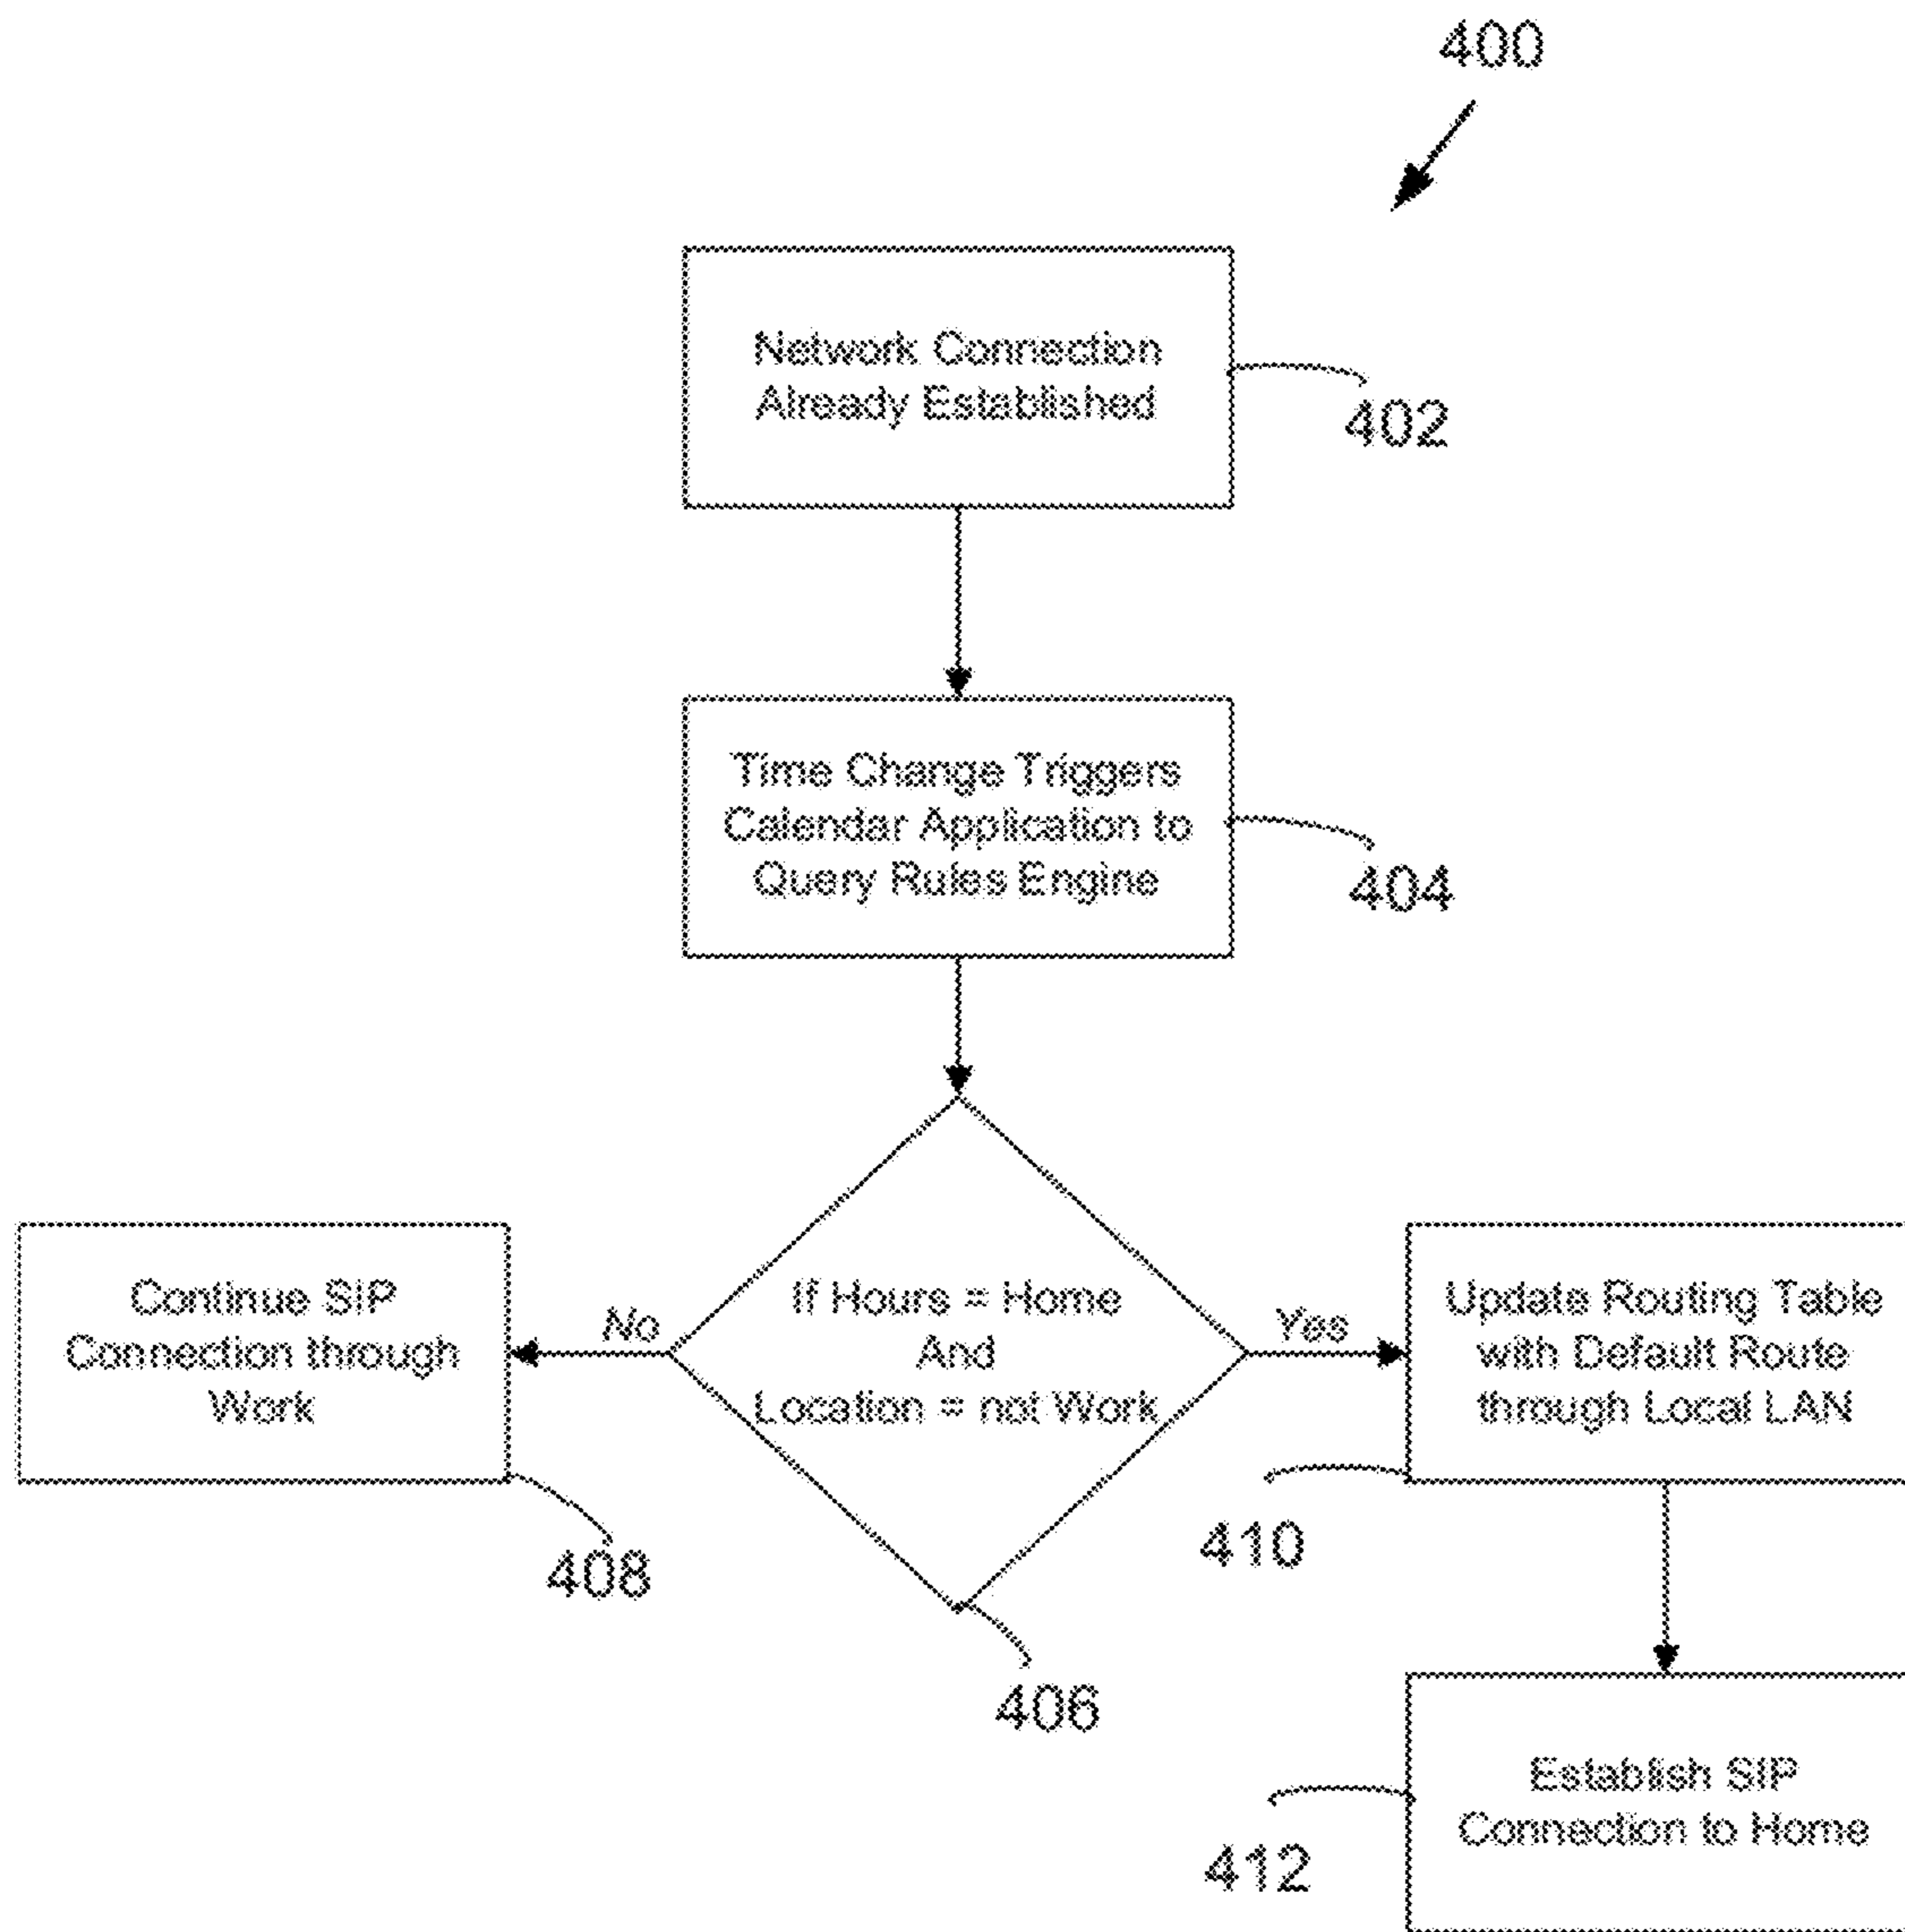 400
Network Connection
Already Established
402
Time Change Triggers
Calendar Application to
Query Rules Engine
404
If Hours = Home
And
Location = not Work
406
No
Continue SIP
Connection through
Work
408
Yes
Update Routing Table
with Default Route
through Local LAN
410
Establish SIP
Connection to Home
412